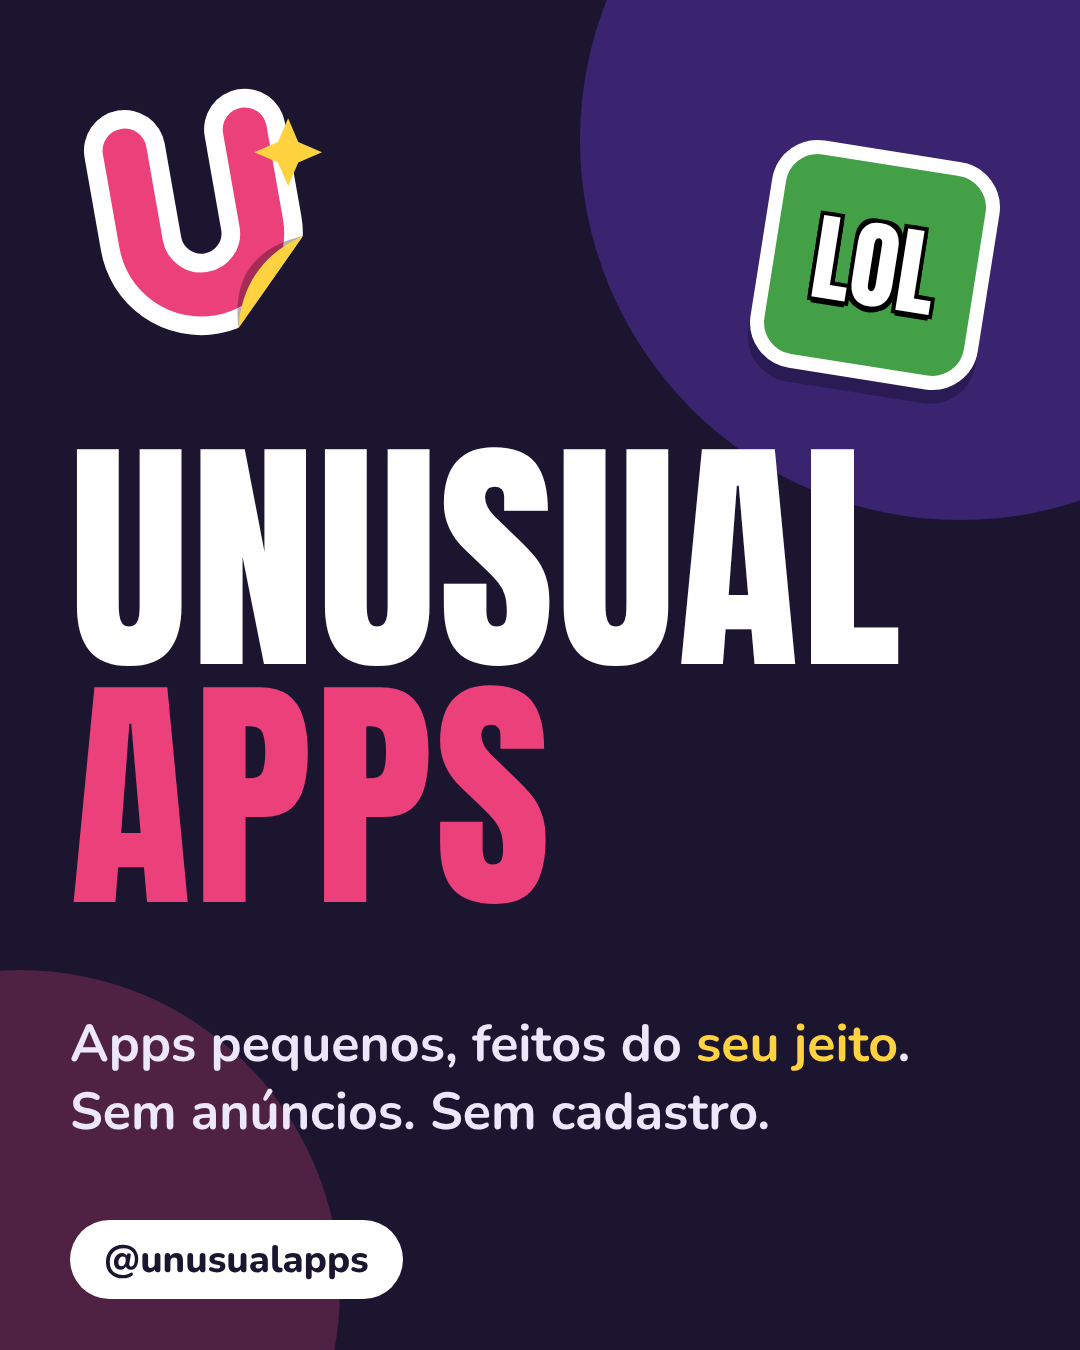 U
LOL
UNUSUAL
APPS
Apps pequenos, feitos do seu jeito.
Sem anúncios. Sem cadastro.
@unusualapps